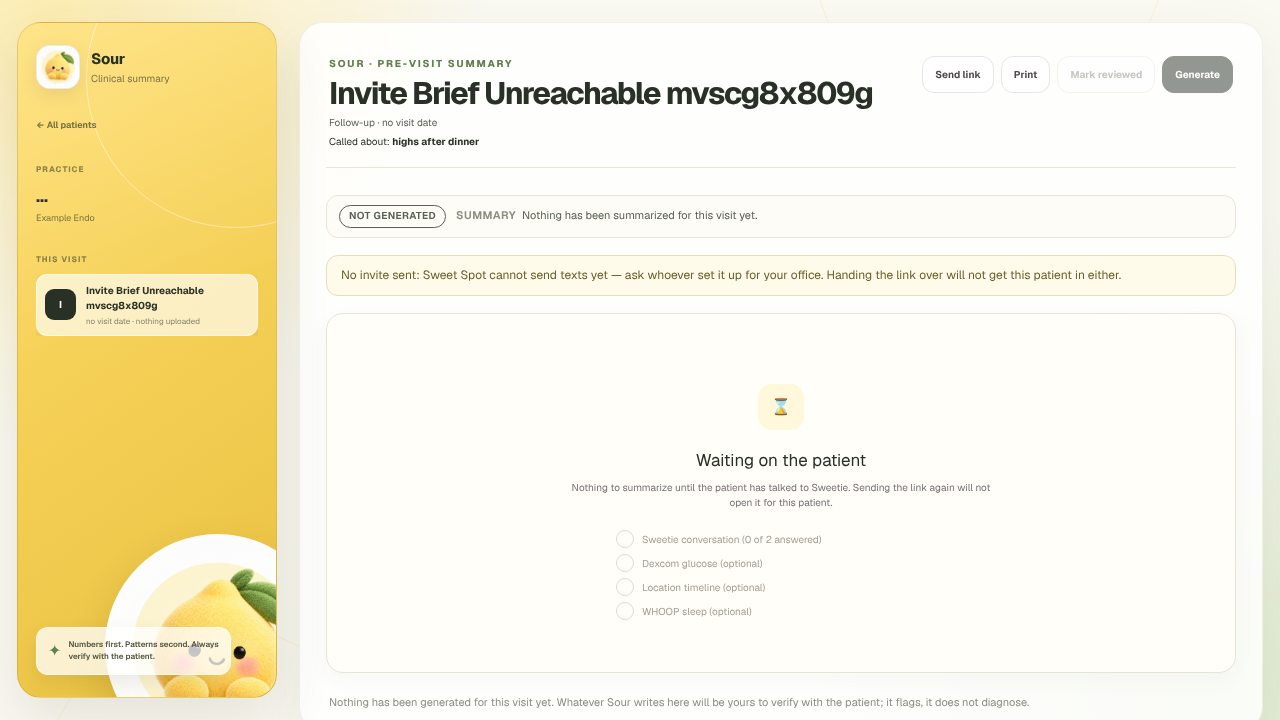 Sour
Clinical summary
← All patients
PRACTICE
...
Example Endo
THIS VISIT
I
Invite Brief Unreachable
mvscg8x809g
no visit date · nothing uploaded
Numbers first. Patterns second. Always
verify with the patient.
SOUR · PRE-VISIT SUMMARY
Invite Brief Unreachable mvscg8x809g
Follow-up · no visit date
Called about: highs after dinner
Send link
Print
Mark reviewed
Generate
NOT GENERATED SUMMARY Nothing has been summarized for this visit yet.
No invite sent: Sweet Spot cannot send texts yet — ask whoever set it up for your office. Handing the link over will not get this patient in either.
Waiting on the patient
Nothing to summarize until the patient has talked to Sweetie. Sending the link again will not
open it for this patient.
Sweetie conversation (0 of 2 answered)
Dexcom glucose (optional)
Location timeline (optional)
WHOOP sleep (optional)
Nothing has been generated for this visit yet. Whatever Sour writes here will be yours to verify with the patient; it flags, it does not diagnose.